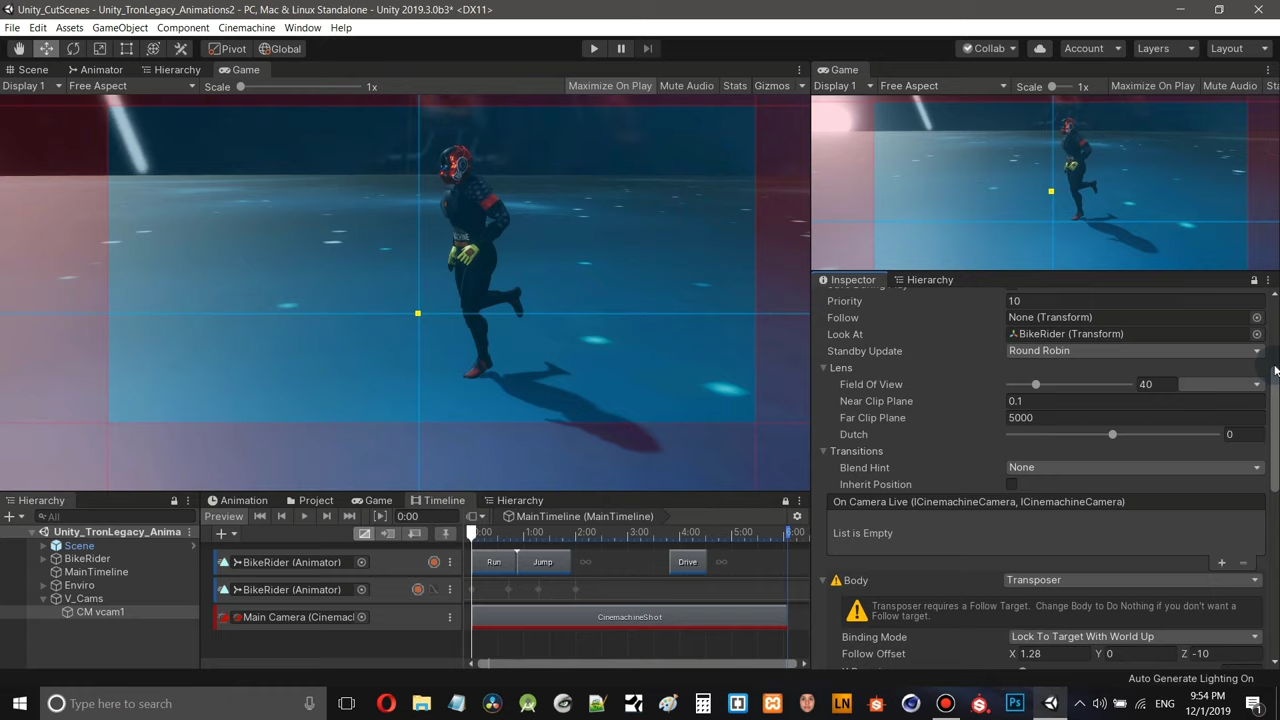 Unity_CutScenes - Unity_TronLegacy_Animations2 - PC, Mac & Linux Standalone - Unity 2019.3.0b3* <DX11>
File Edit Assets GameObject Component Cinemachine Window Help
Pivot Global Collab Account Layers Layout
Scene Animator Hierarchy Game
Display 1 Free Aspect Scale 1x Maximize On Play Mute Audio Stats Gizmos
Game
Display 1 Free Aspect Scale 1x Maximize On Play Mute Audio Sta
Inspector Hierarchy
Priority 10
Follow None (Transform)
Look At BikeRider (Transform)
Standby Update Round Robin
Lens
Field Of View 40
Near Clip Plane 0.1
Far Clip Plane 5000
Dutch 0
Transitions
Blend Hint None
Inherit Position
On Camera Live (ICinemachineCamera, ICinemachineCamera)
List is Empty
Body Transposer
Transposer requires a Follow Target. Change Body to Do Nothing if you don't want a
Follow target.
Binding Mode Lock To Target With World Up
Follow Offset X 1.28 Y 0 Z -10
Hierarchy
All
Unity_TronLegacy_Anima
Scene
BikeRider
MainTimeline
Enviro
V_Cams
CM vcam1
Animation Project Game Timeline Hierarchy
Preview 0:00 MainTimeline (MainTimeline)
0:00 1:00 2:00 3:00 4:00 5:00 6:00
BikeRider (Animator) Run Jump Drive
BikeRider (Animator)
Main Camera (Cinemacl CinemachineShot
Auto Generate Lighting On
Type here to search
ENG
9:54 PM
12/1/2019